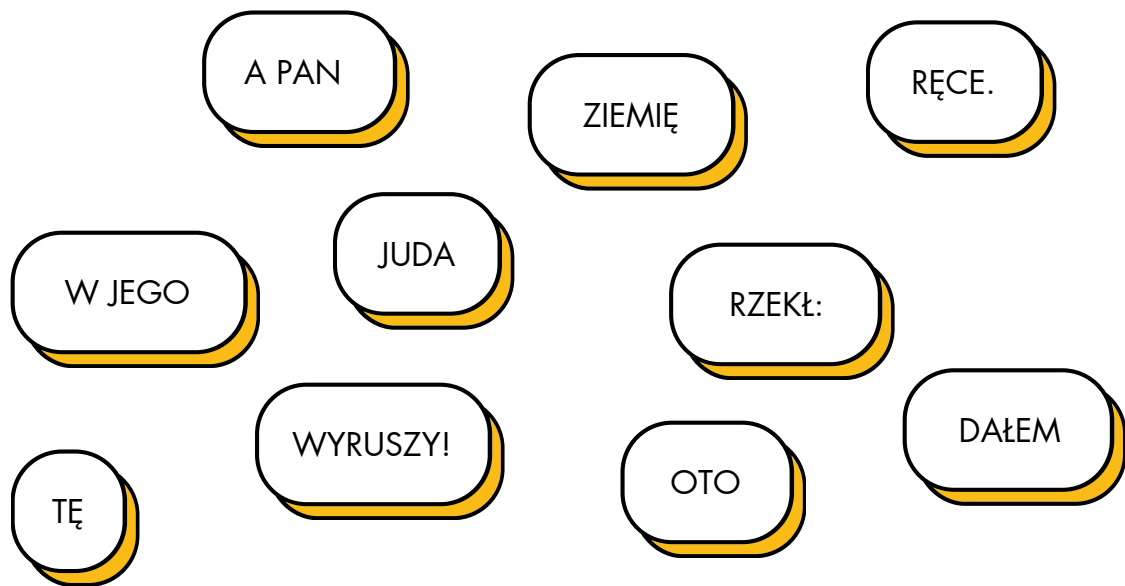 A PAN
ZIEMIĘ
RĘCE.
W JEGO
JUDA
RZEKŁ:
WYRUSZY!
DAŁEM
TĘ
OTO